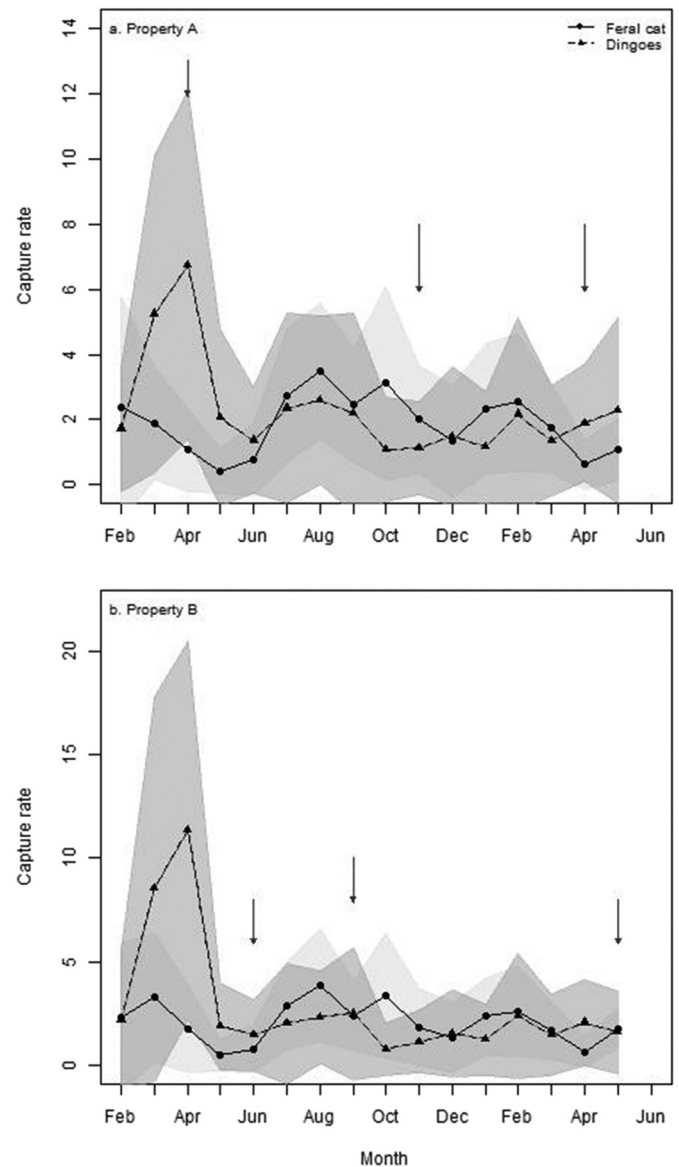 a. Property A
Feral cat
Dingoes
14
12
10
8
6
4
2
0
Capture rate
Feb Apr Jun Aug Oct Dec Feb Apr Jun
b. Property B
20
15
10
5
0
Capture rate
Feb Apr Jun Aug Oct Dec Feb Apr Jun
Month